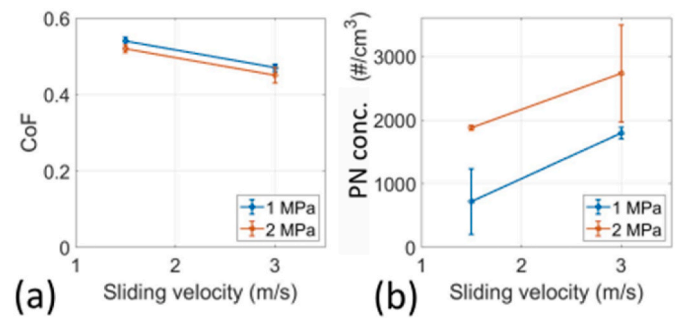 0.6
0.4
0.2
0
CoF
1 MPa
2 MPa
1 2 3
Sliding velocity (m/s)
(a)
PN conc. (#/cm³)
3000
2000
1000
0
1 MPa
2 MPa
1 2 3
Sliding velocity (m/s)
(b)